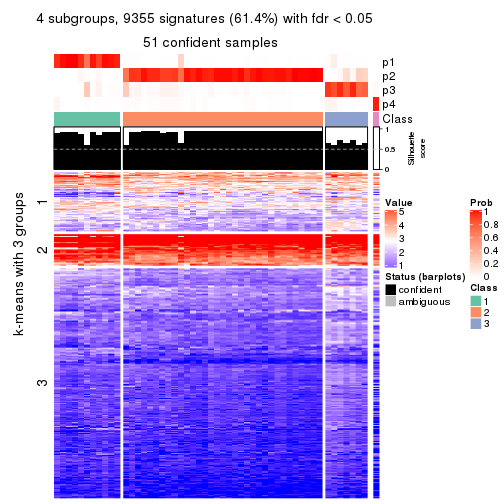 4 subgroups, 9355 signatures (61.4%) with fdr < 0.05
51 confident samples
p1
p2
p3
p4
Class
1
0.5
0
Silhouette
score
k-means with 3 groups
1
2
3
Value
5
4
3
2
1
Status (barplots)
confident
ambiguous
Prob
1
0.8
0.6
0.4
0.2
0
Class
1
2
3